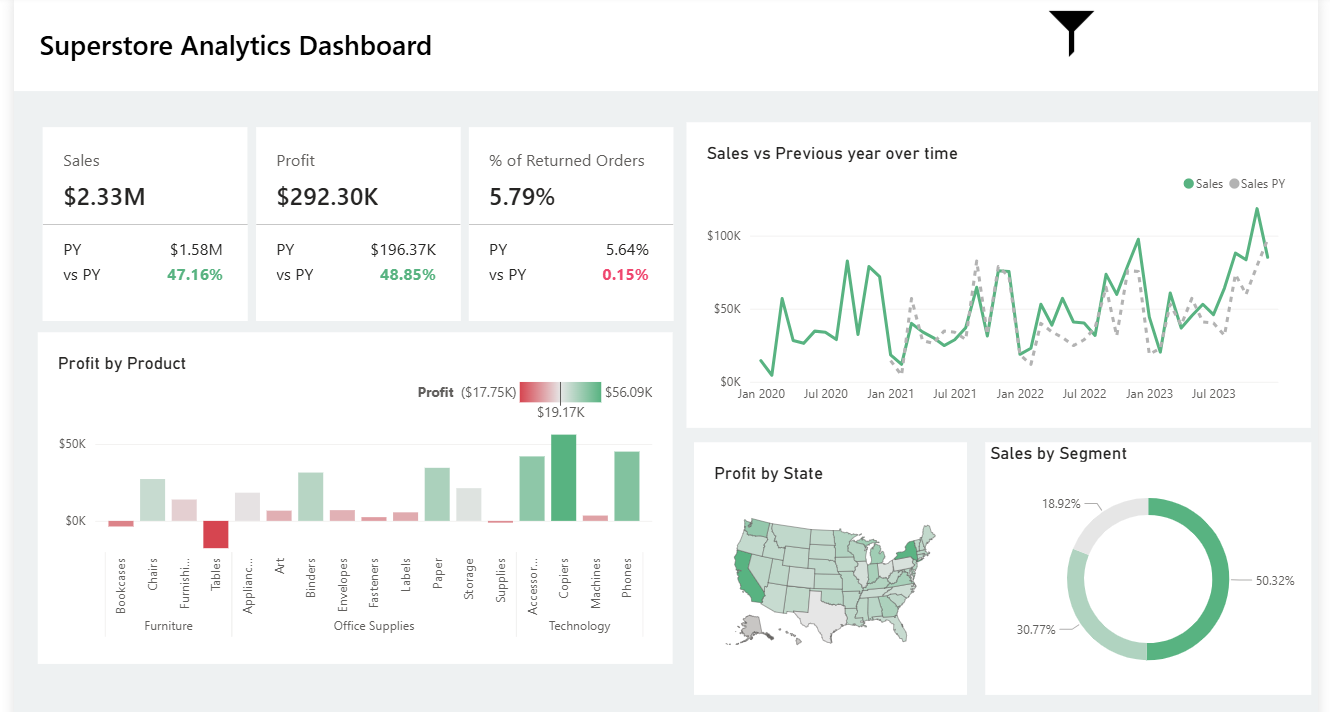 Superstore Analytics Dashboard
Sales
$2.33M
PY $1.58M
vs PY 47.16%
Profit
$292.30K
PY $196.37K
vs PY 48.85%
% of Returned Orders
5.79%
PY 5.64%
vs PY 0.15%
Sales vs Previous year over time
Sales Sales PY
$100K
$50K
$0K
Jan 2020 Jul 2020 Jan 2021 Jul 2021 Jan 2022 Jul 2022 Jan 2023 Jul 2023
Profit by Product
Profit ($17.75K) $56.09K
$19.17K
$50K
$0K
Bookcases
Chairs
Furnishi...
Tables
Applianc...
Art
Binders
Envelopes
Fasteners
Labels
Paper
Storage
Supplies
Accessor...
Copiers
Machines
Phones
Furniture Office Supplies Technology
Profit by State
Sales by Segment
18.92%
50.32%
30.77%